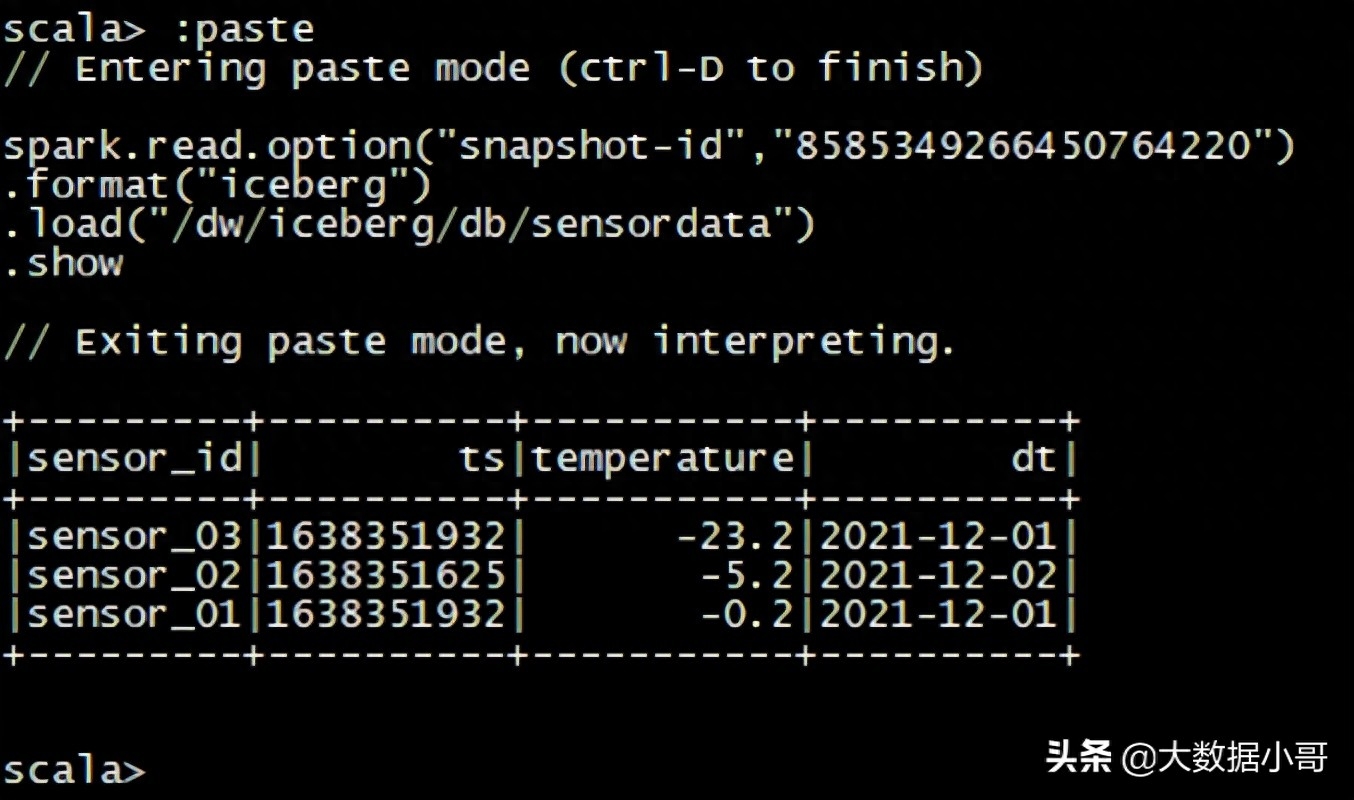 scala> :paste
// Entering paste mode (ctrl-D to finish)
spark.read.option("snapshot-id","8585349266450764220")
.format("iceberg")
.load("/dw/iceberg/db/sensordata")
.show
// Exiting paste mode, now interpreting.
+---------+----------+-----------+----------+
|sensor_id|        ts|temperature|        dt|
+---------+----------+-----------+----------+
|sensor_03|1638351932|      -23.2|2021-12-01|
|sensor_02|1638351625|       -5.2|2021-12-02|
|sensor_01|1638351932|       -0.2|2021-12-01|
+---------+----------+-----------+----------+
scala>
头条 @大数据小哥